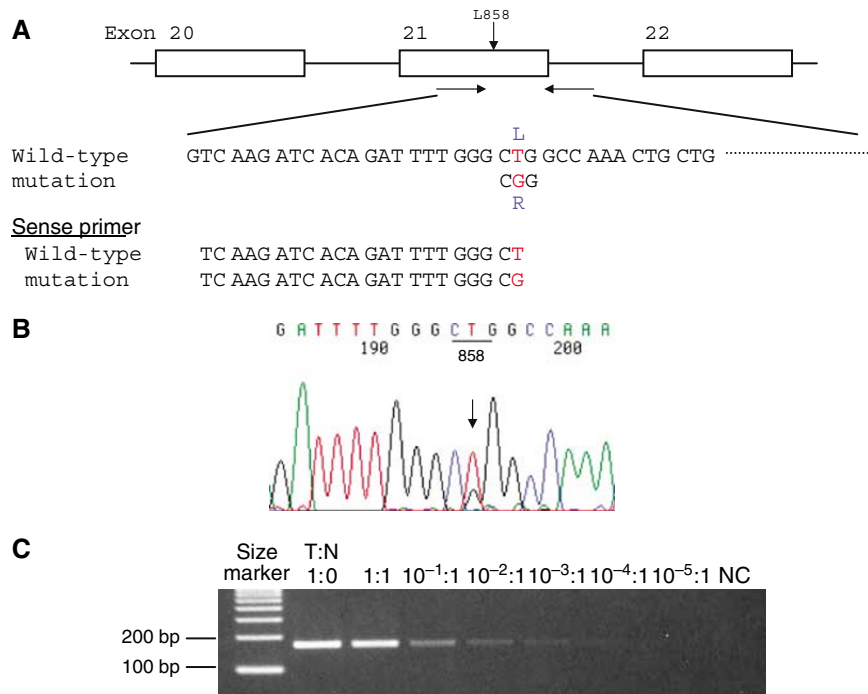 A
L858
Exon 20 21 22
L
Wild-type GTC AAG ATC ACA GAT TTT GGG CTG GCC AAA CTG CTG
mutation CGG
R
Sense primer
Wild-type TC AAG ATC ACA GAT TTT GGG CT
mutation TC AAG ATC ACA GAT TTT GGG CG
B
G A T T T T G G G C T G G C C A A A
190 858 200
C
Size marker T:N 1:0 1:1 10⁻¹:1 10⁻²:1 10⁻³:1 10⁻⁴:1 10⁻⁵:1 NC
200 bp
100 bp